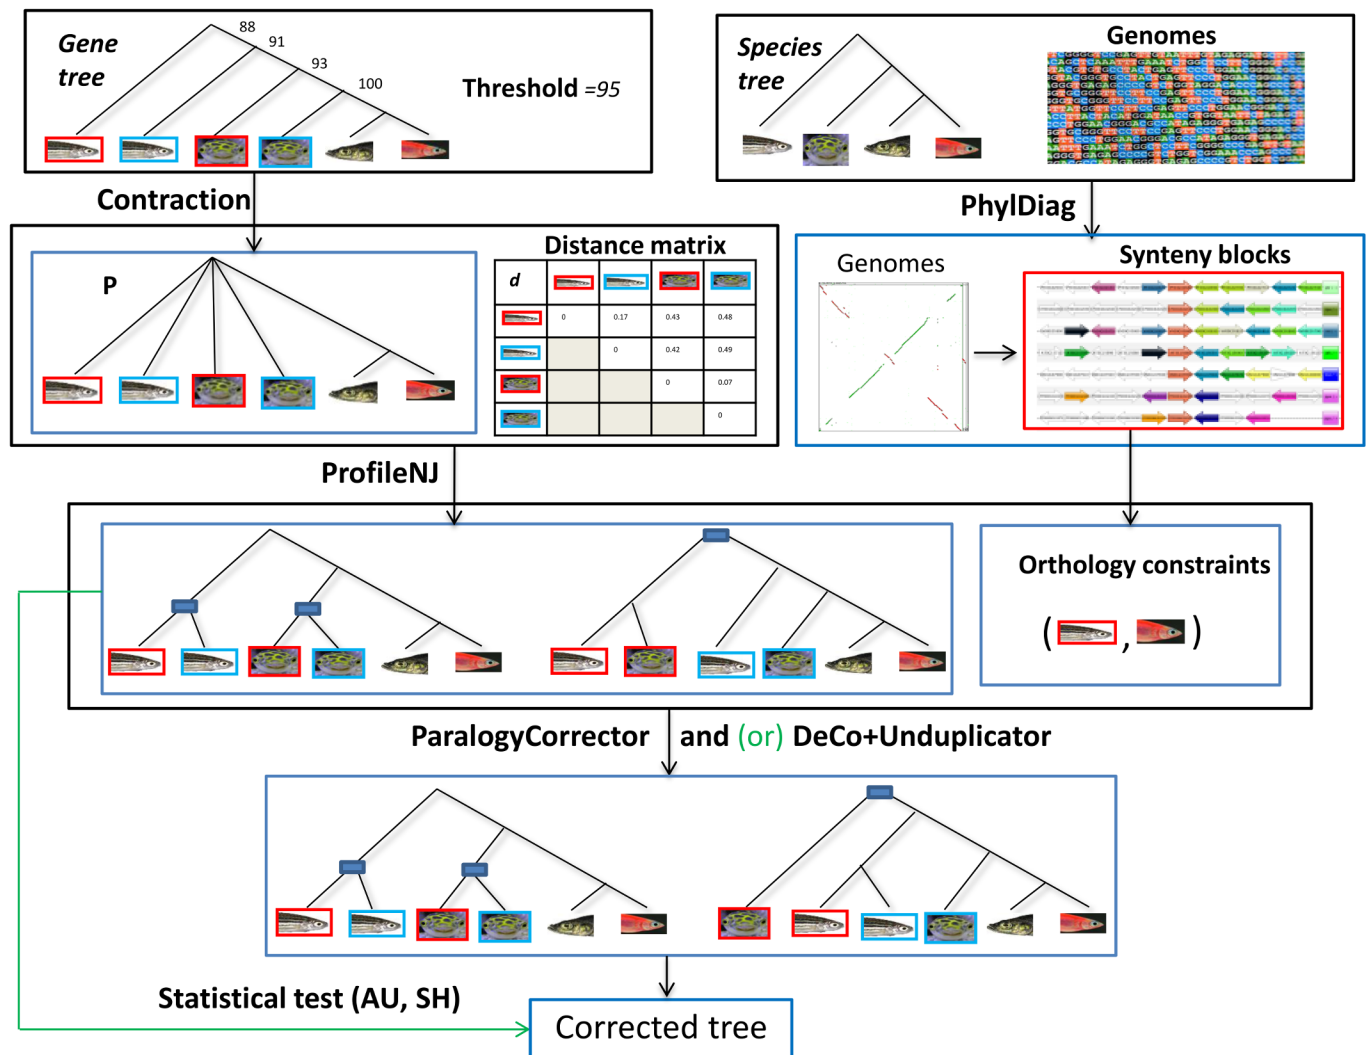 Gene
tree
88
91
93
100
Threshold =95
Species
tree
Genomes
Contraction
PhylDiag
P
Distance matrix
d
0 0.17 0.43 0.48
0 0.42 0.49
0 0.07
0
Genomes
Synteny blocks
ProfileNJ
Orthology constraints
( , )
ParalogyCorrector and (or) DeCo+Unduplicator
Statistical test (AU, SH)
Corrected tree